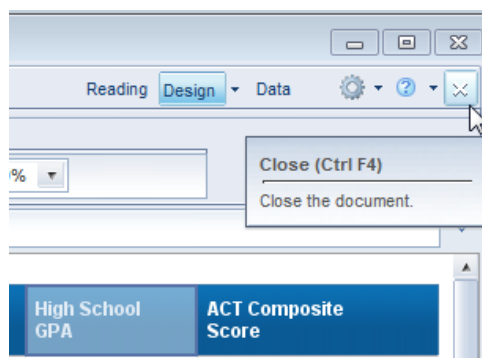 Reading Design Data
%
Close (Ctrl F4)
Close the document.
High School
GPA
ACT Composite
Score